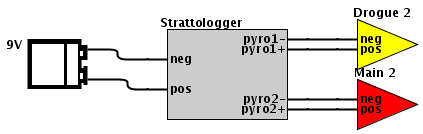 Drogue 2
Strattologger
9V
pyro1-
pyro1+
neg
pos
neg
pos
Main 2
pyro2-
pyro2+
neg
pos